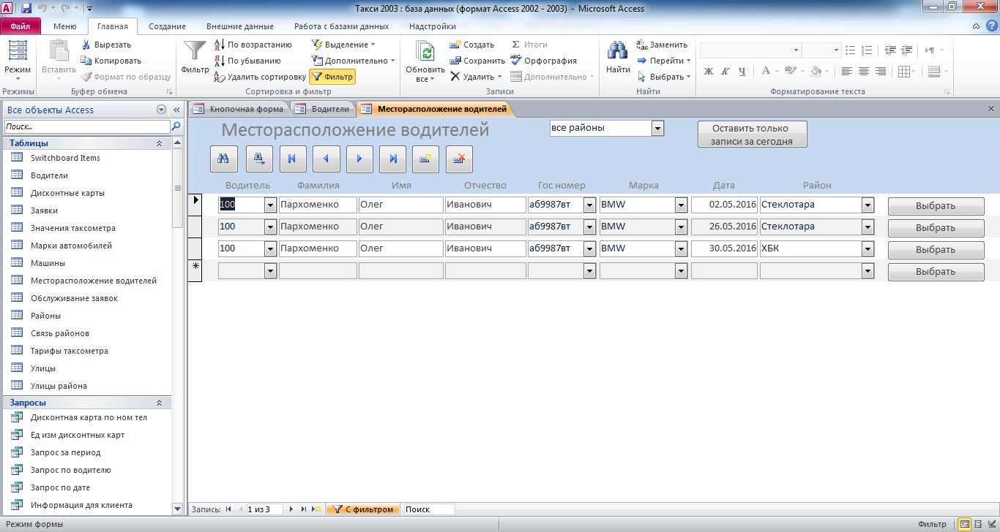 Такси 2003 : база данных (формат Access 2002 - 2003) - Microsoft Access
Файл Меню Главная Создание Внешние данные Работа с базами данных Надстройки
Режим
Режимы
Вставить
Вырезать
Копировать
Формат по образцу
Буфер обмена
Фильтр
По возрастанию
По убыванию
Удалить сортировку
Выделение
Дополнительно
Фильтр
Сортировка и фильтр
Обновить
все
Создать
Сохранить
Удалить
Итоги
Орфография
Дополнительно
Записи
Найти
Заменить
Перейти
Выбрать
Найти
Ж К Ч А
Форматирование текста
Все объекты Access
Поиск...
Таблицы
Switchboard Items
Водители
Дисконтные карты
Заявки
Значения таксометра
Марки автомобилей
Машины
Месторасположение водителей
Обслуживание заявок
Районы
Связь районов
Тарифы таксометра
Улицы
Улицы района
Запросы
Дисконтная карта по ном тел
Ед изм дисконтных карт
Запрос за период
Запрос по водителю
Запрос по дате
Информация для клиента
Кнопочная форма Водители Месторасположение водителей
Месторасположение водителей
все районы
Оставить только
записи за сегодня
Водитель Фамилия Имя Отчество Гос номер Марка Дата Район
100 Пархоменко Олег Иванович аб9987вт BMW 02.05.2016 Стеклотара Выбрать
100 Пархоменко Олег Иванович аб9987вт BMW 26.05.2016 Стеклотара Выбрать
100 Пархоменко Олег Иванович аб9987вт BMW 30.05.2016 ХБК Выбрать
Выбрать
Запись: 1 из 3 С фильтром Поиск
Режим формы Фильтр